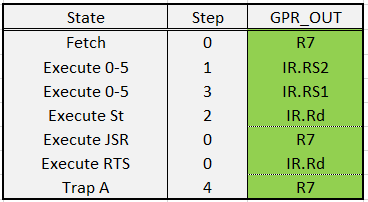 State Step GPR_OUT
Fetch 0 R7
Execute 0-5 1 IR.RS2
Execute 0-5 3 IR.RS1
Execute St 2 IR.Rd
Execute JSR 0 R7
Execute RTS 0 IR.Rd
Trap A 4 R7